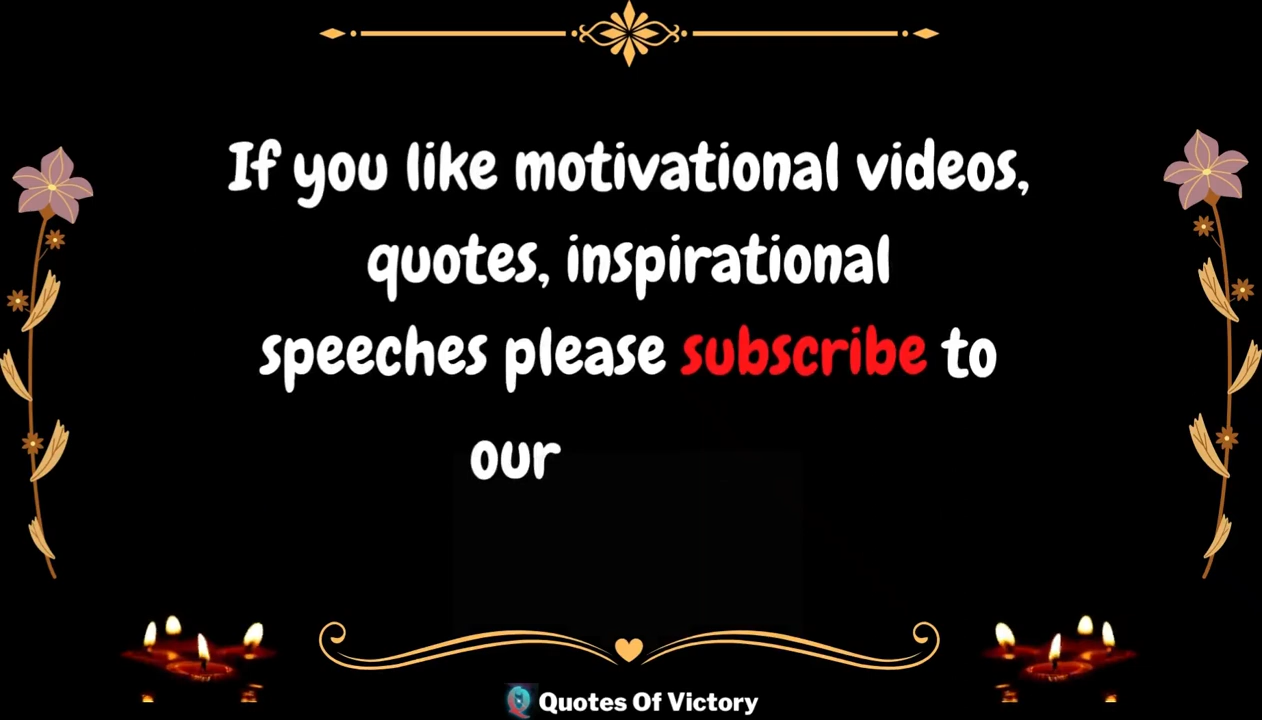 If you like motivational videos,
quotes, inspirational
speeches please subscribe to
our
Quotes Of Victory